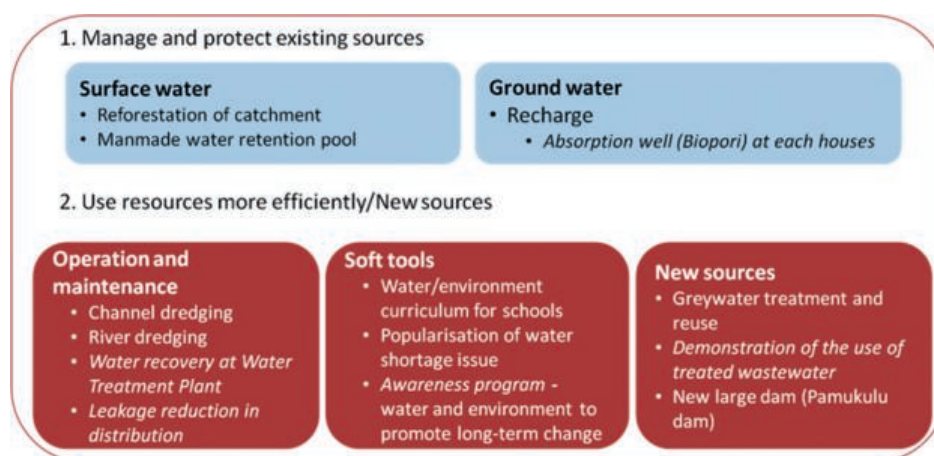 1. Manage and protect existing sources
Surface water
• Reforestation of catchment
• Manmade water retention pool
Ground water
• Recharge
• Absorption well (Biopori) at each houses
2. Use resources more efficiently/New sources
Operation and
maintenance
• Channel dredging
• River dredging
• Water recovery at Water
Treatment Plant
• Leakage reduction in
distribution
Soft tools
• Water/environment
curriculum for schools
• Popularisation of water
shortage issue
• Awareness program -
water and environment to
promote long-term change
New sources
• Greywater treatment and
reuse
• Demonstration of the use of
treated wastewater
• New large dam (Pamukulu
dam)